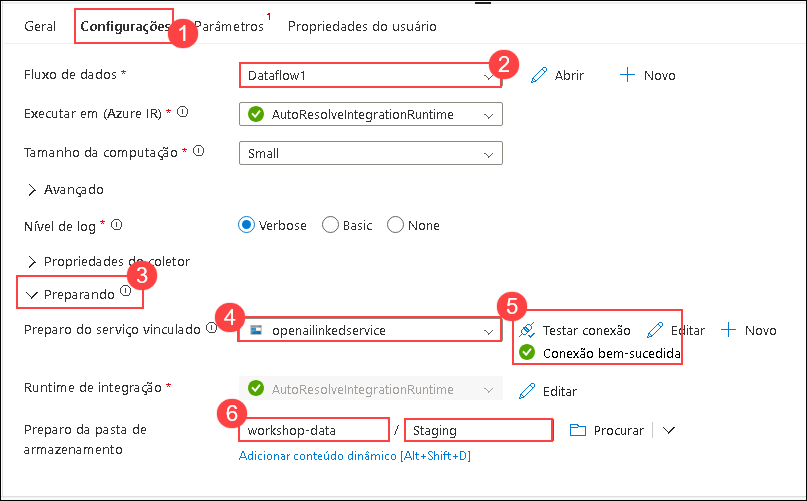 Geral Configurações 1 Parâmetros 1 Propriedades do usuário
Fluxo de dados * Dataflow1 2 Abrir Novo
Executar em (Azure IR) * AutoResolveIntegrationRuntime
Tamanho da computação * Small
Avançado
Nível de log * Verbose Basic None
Propriedades do coletor
3
Preparando
5
Preparo do serviço vinculado 4 openailinkedservice Testar conexão Editar Novo
Conexão bem-sucedida
Runtime de integração * AutoResolveIntegrationRuntime Editar
6
Preparo da pasta de workshop-data / Staging Procurar
armazenamento
Adicionar conteúdo dinâmico [Alt+Shift+D]